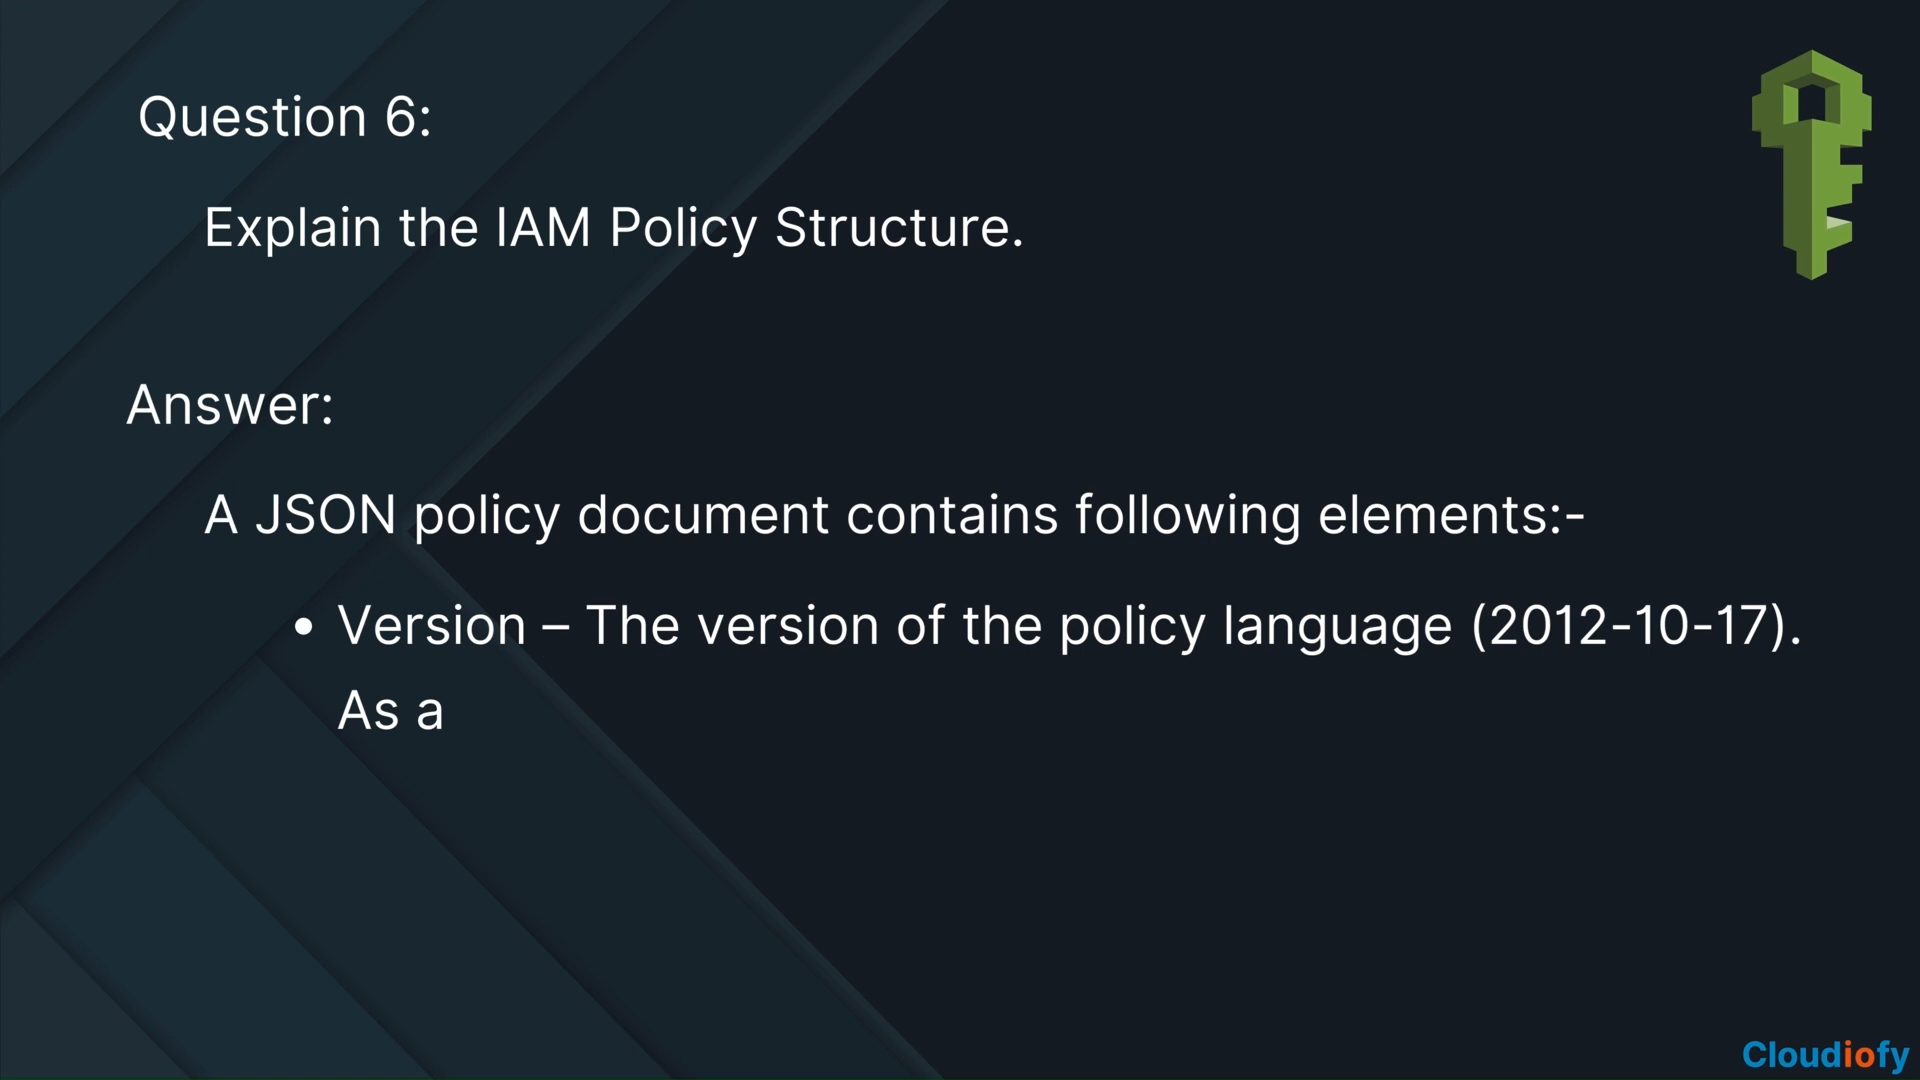 Question 6:
Explain the IAM Policy Structure.
Answer:
A JSON policy document contains following elements:-
• Version – The version of the policy language (2012-10-17).
As a
Cloudiofy